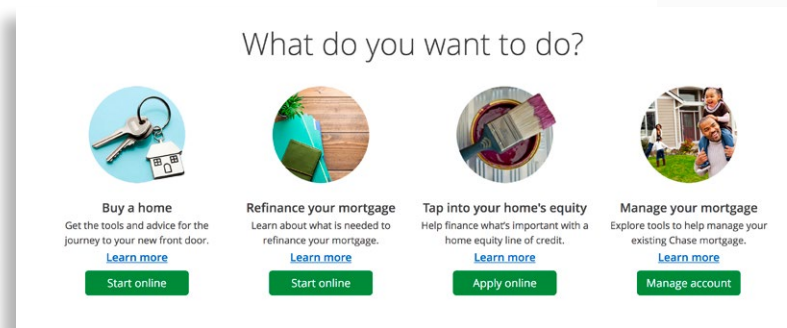 What do you want to do?
Buy a home
Get the tools and advice for the
journey to your new front door.
Learn more
Start online
Refinance your mortgage
Learn about what is needed to
refinance your mortgage.
Learn more
Start online
Tap into your home's equity
Help finance what's important with a
home equity line of credit.
Learn more
Apply online
Manage your mortgage
Explore tools to help manage your
existing Chase mortgage.
Learn more
Manage account